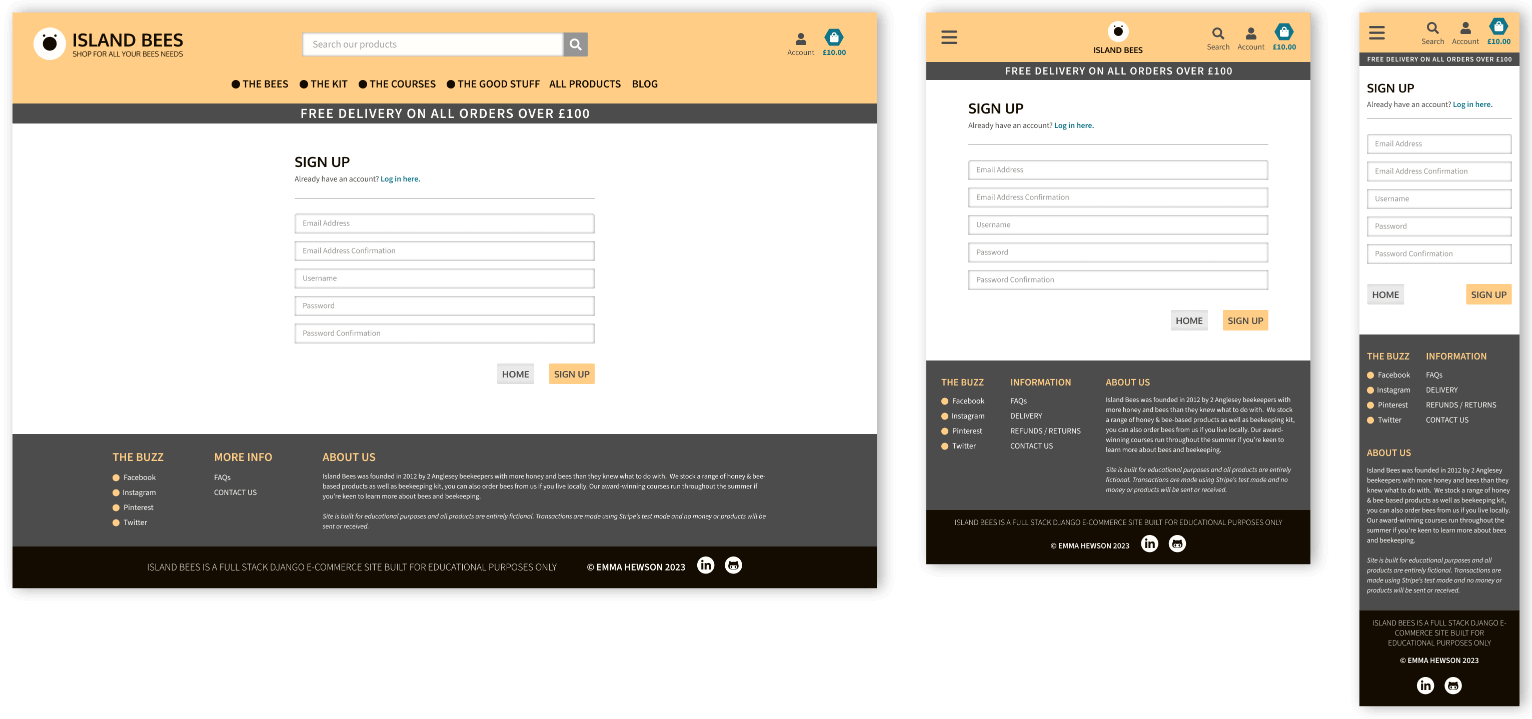 ISLAND BEES
SHOP FOR ALL YOUR BEES NEEDS
Search our products
Account
£10.00
THE BEES
THE KIT
THE COURSES
THE GOOD STUFF
ALL PRODUCTS
BLOG
FREE DELIVERY ON ALL ORDERS OVER £100
SIGN UP
Already have an account? Log in here.
Email Address
Email Address Confirmation
Username
Password
Password Confirmation
HOME
SIGN UP
THE BUZZ
Facebook
Instagram
Pinterest
Twitter
MORE INFO
FAQs
CONTACT US
ABOUT US
Island Bees was founded in 2012 by 2 Anglesey beekeepers with more honey and bees than they knew what to do with. We stock a range of honey & bee-
based products as well as beekeeping kit, you can also order bees from us if you live locally. Our award-winning courses run throughout the summer if
you're keen to learn more about bees and beekeeping.
Site is built for educational purposes and all products are entirely fictional. Transactions are made using Stripe's test mode and no money or products will be
sent or received.
ISLAND BEES IS A FULL STACK DJANGO E-COMMERCE SITE BUILT FOR EDUCATIONAL PURPOSES ONLY
© EMMA HEWSON 2023
in
ISLAND BEES
Search
Account
£10.00
FREE DELIVERY ON ALL ORDERS OVER £100
SIGN UP
Already have an account? Log in here.
Email Address
Email Address Confirmation
Username
Password
Password Confirmation
HOME
SIGN UP
THE BUZZ
Facebook
Instagram
Pinterest
Twitter
INFORMATION
FAQs
DELIVERY
REFUNDS / RETURNS
CONTACT US
ABOUT US
Island Bees was founded in 2012 by 2 Anglesey beekeepers with
more honey and bees than they knew what to do with. We stock
a range of honey & bee-based products as well as beekeeping kit,
you can also order bees from us if you live locally. Our award-
winning courses run throughout the summer if you're keen to
learn more about bees and beekeeping.
Site is built for educational purposes and all products are entirely
fictional. Transactions are made using Stripe's test mode and no
money or products will be sent or received.
ISLAND BEES IS A FULL STACK DJANGO E-COMMERCE SITE BUILT FOR EDUCATIONAL PURPOSES ONLY
© EMMA HEWSON 2023
in
Search
Account
£10.00
FREE DELIVERY ON ALL ORDERS OVER £100
SIGN UP
Already have an account? Log in here.
Email Address
Email Address Confirmation
Username
Password
Password Confirmation
HOME
SIGN UP
THE BUZZ
Facebook
Instagram
Pinterest
Twitter
INFORMATION
FAQs
DELIVERY
REFUNDS / RETURNS
CONTACT US
ABOUT US
Island Bees was founded in 2012 by 2 Anglesey
beekeepers with more honey and bees than they
knew what to do with. We stock a range of honey
& bee-based products as well as beekeeping kit,
you can also order bees from us if you live locally.
Our award-winning courses run throughout the
summer if you're keen to learn more about bees
and beekeeping.
Site is built for educational purposes and all
products are entirely fictional. Transactions are
made using Stripe's test mode and no money or
products will be sent or received.
ISLAND BEES IS A FULL STACK DJANGO E-
COMMERCE SITE BUILT FOR
EDUCATIONAL PURPOSES ONLY
© EMMA HEWSON 2023
in